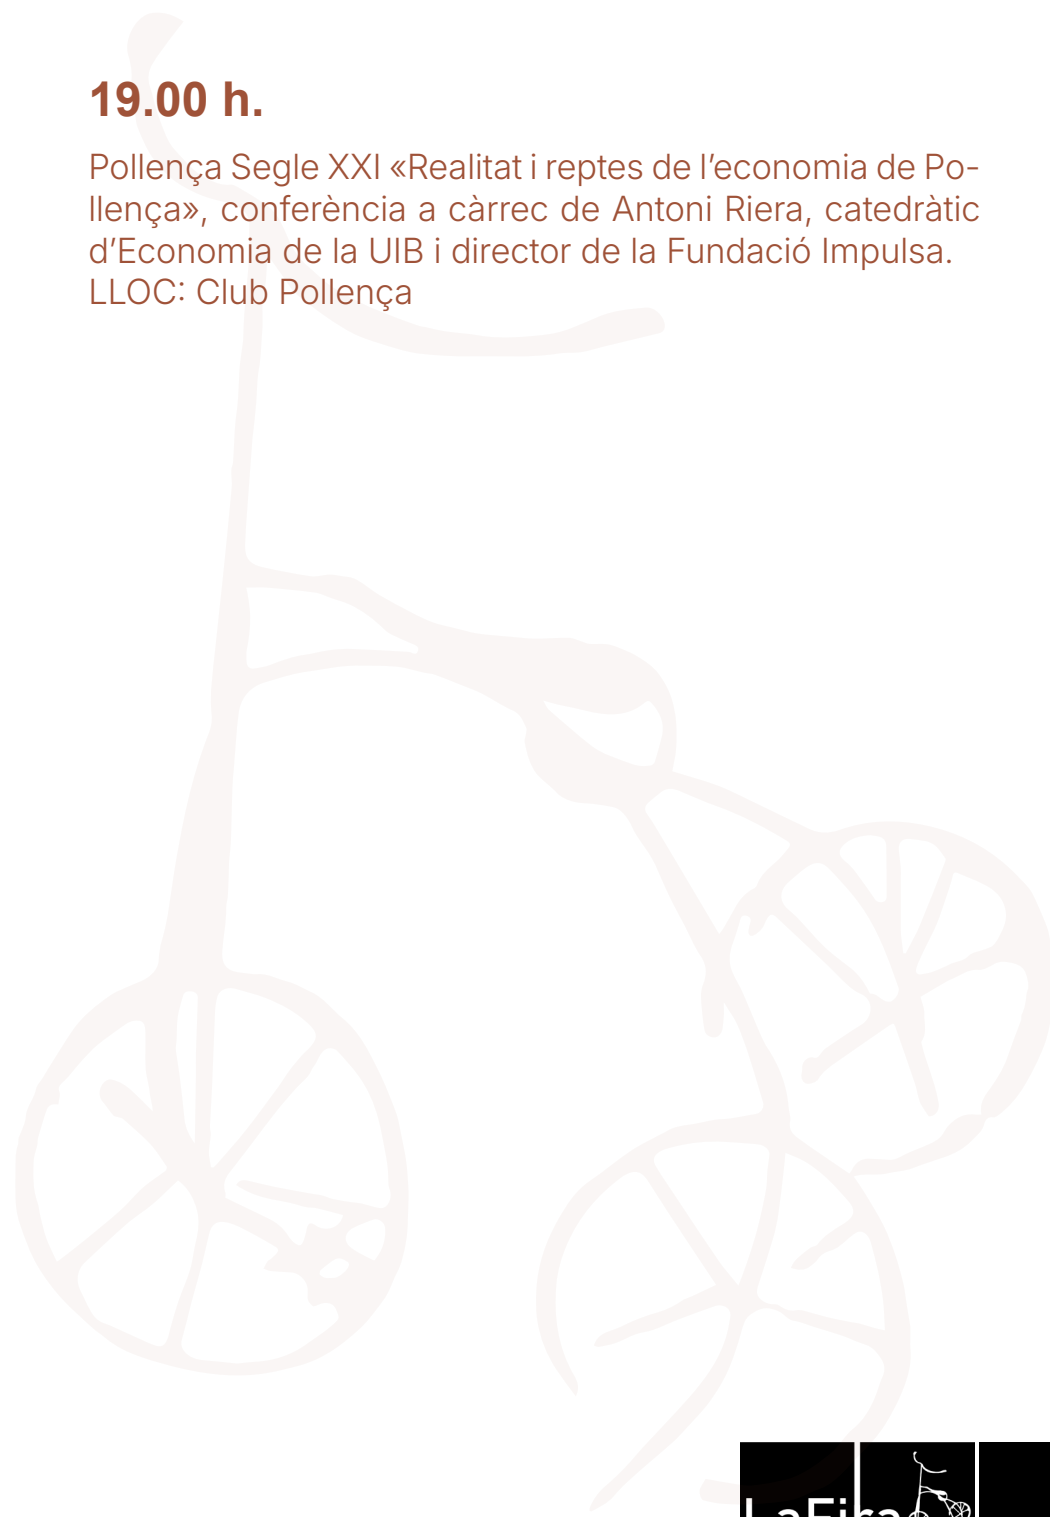 19.00 h.
Pollença Segle XXI «Realitat i reptes de l’economia de Po-
llença», conferència a càrrec de Antoni Riera, catedràtic
d’Economia de la UIB i director de la Fundació Impulsa.
LLOC: Club Pollença
LaFira